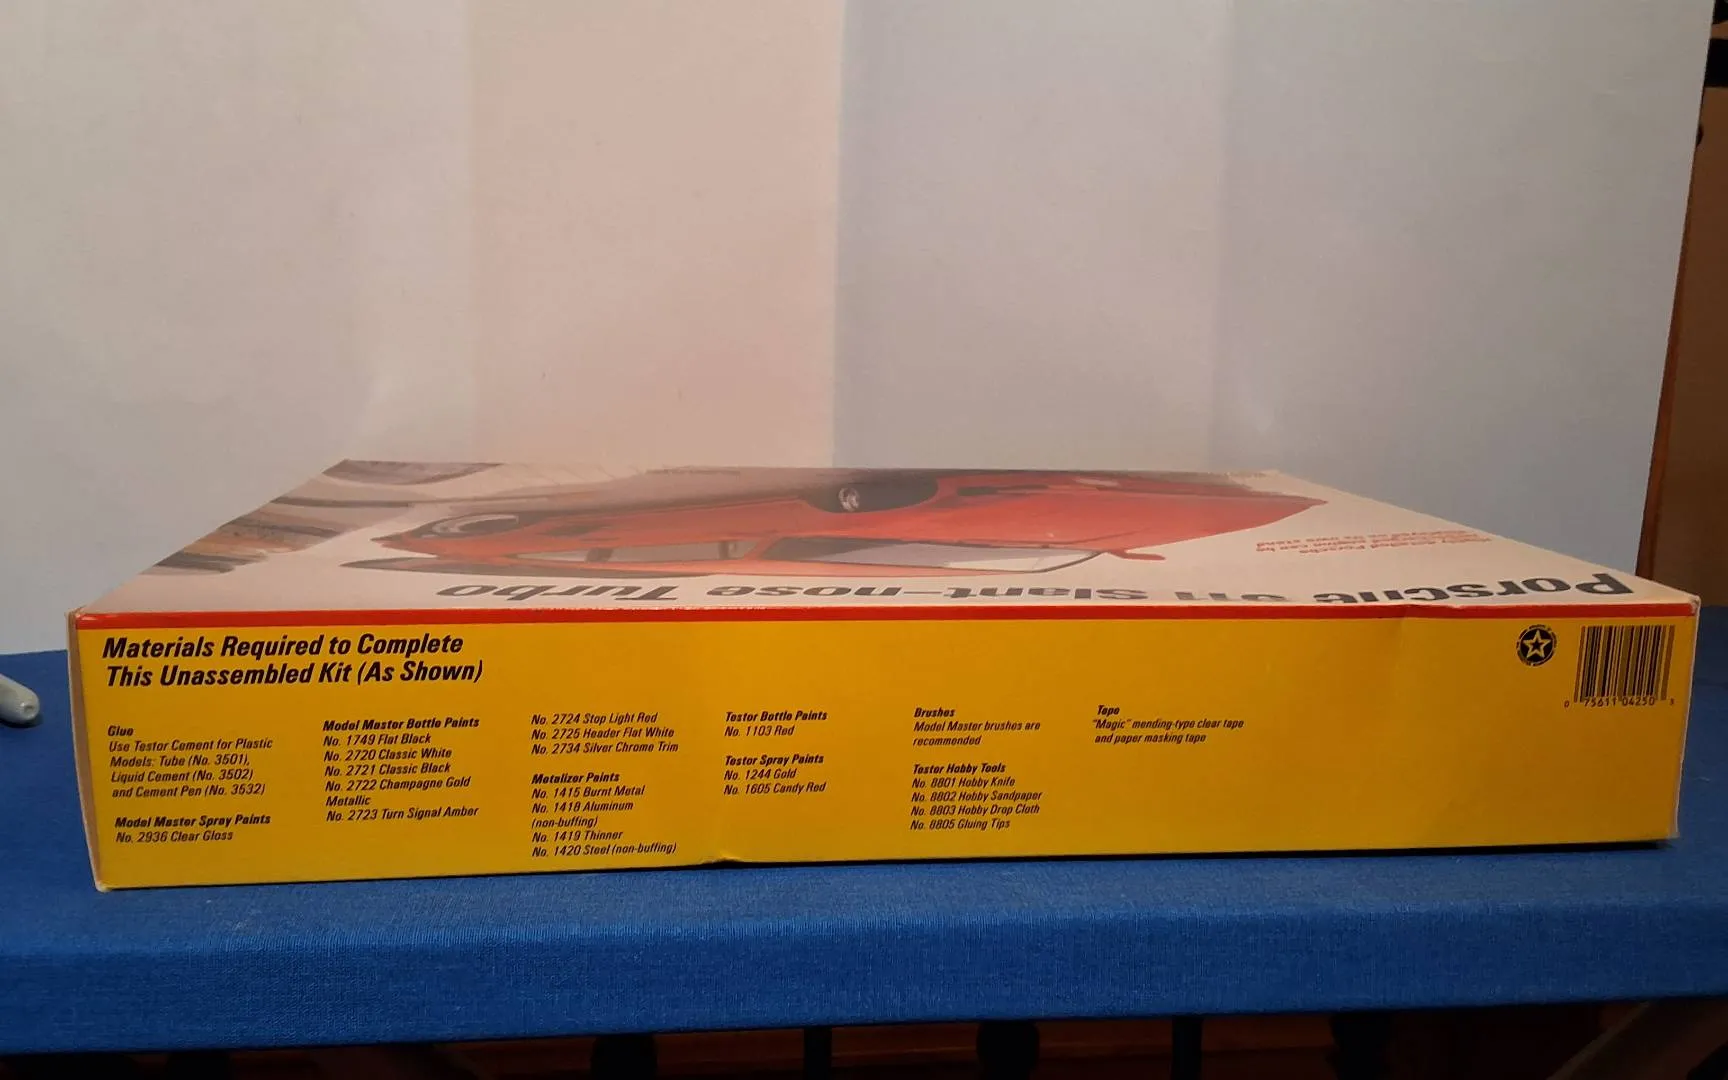 Porsche 911 Slant-nose Turbo
Materials Required to Complete
This Unassembled Kit (As Shown)
Glue
Use Testor Cement for Plastic
Models: Tube (No. 3501),
Liquid Cement (No. 3502)
and Cement Pen (No. 3532)
Model Master Spray Paints
No. 2936 Clear Gloss
Model Master Bottle Paints
No. 1749 Flat Black
No. 2720 Classic White
No. 2721 Classic Black
No. 2722 Champagne Gold
Metallic
No. 2723 Turn Signal Amber
No. 2724 Stop Light Red
No. 2725 Header Flat White
No. 2734 Silver Chrome Trim
Metalizer Paints
No. 1415 Burnt Metal
No. 1418 Aluminum
(non-buffing)
No. 1419 Thinner
No. 1420 Steel (non-buffing)
Testor Bottle Paints
No. 1103 Red
Testor Spray Paints
No. 1244 Gold
No. 1605 Candy Red
Brushes
Model Master brushes are
recommended
Testor Hobby Tools
No. 8801 Hobby Knife
No. 8802 Hobby Sandpaper
No. 8803 Hobby Drop Cloth
No. 8805 Gluing Tips
Tape
"Magic" mending-type clear tape
and paper masking tape
0 75611 04250 3